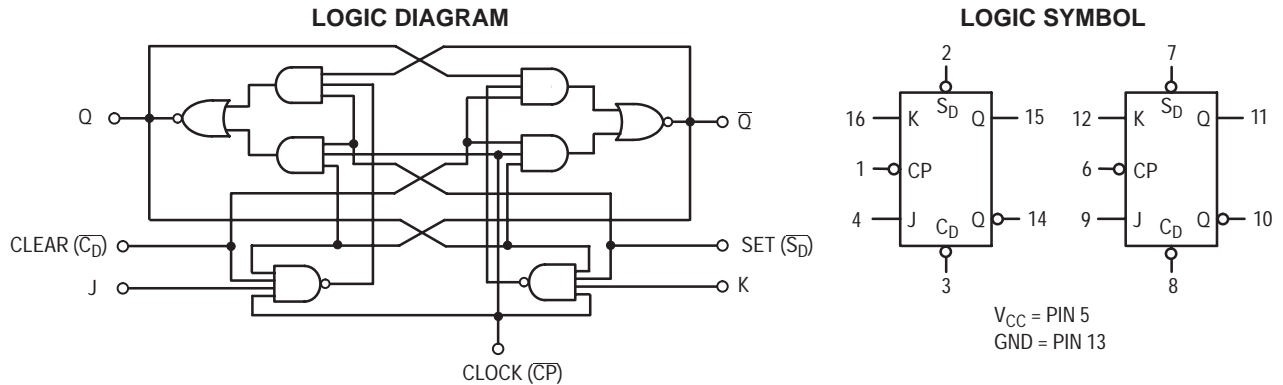 LOGIC DIAGRAM
LOGIC SYMBOL
Q
Q̅
CLEAR (C̅D̅)
SET (S̅D̅)
J
K
CLOCK (C̅P̅)
2
SD
16 K Q 15
1 CP
4 J CD Q 14
3
7
SD
12 K Q 11
6 CP
9 J CD Q 10
8
VCC = PIN 5
GND = PIN 13